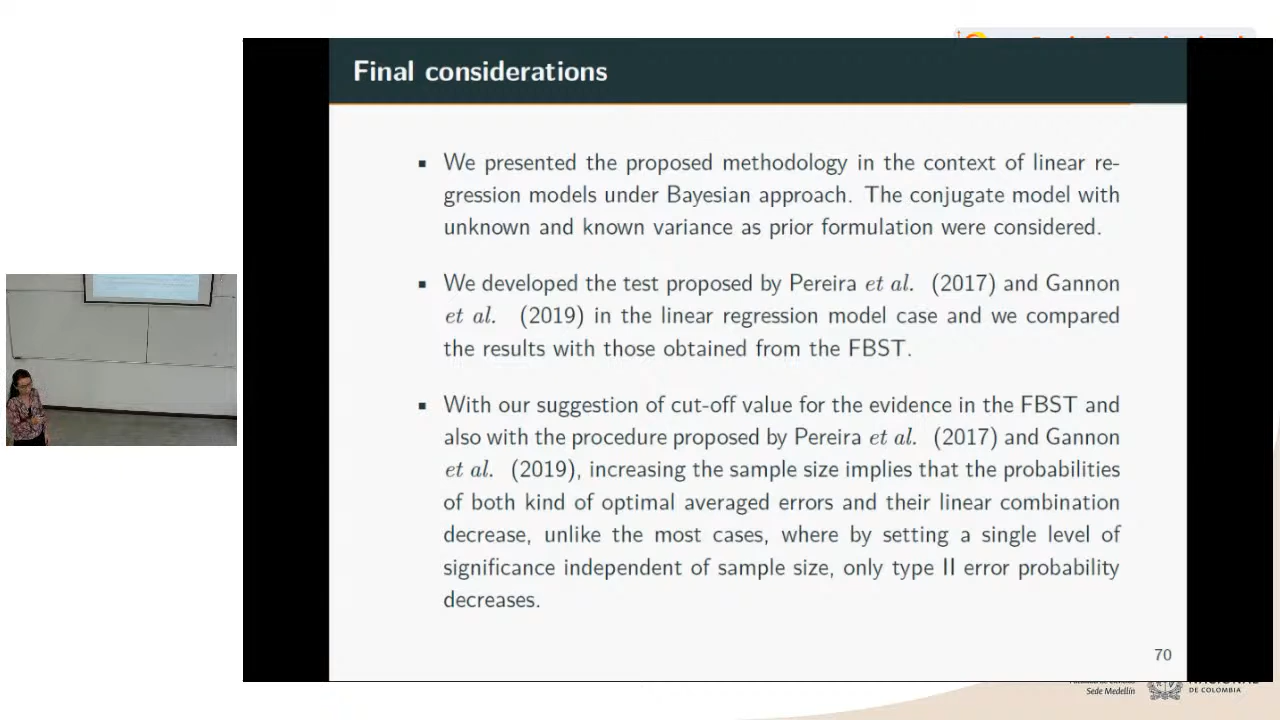 Final considerations
▪ We presented the proposed methodology in the context of linear re-
gression models under Bayesian approach. The conjugate model with
unknown and known variance as prior formulation were considered.
▪ We developed the test proposed by Pereira et al. (2017) and Gannon
et al. (2019) in the linear regression model case and we compared
the results with those obtained from the FBST.
▪ With our suggestion of cut-off value for the evidence in the FBST and
also with the procedure proposed by Pereira et al. (2017) and Gannon
et al. (2019), increasing the sample size implies that the probabilities
of both kind of optimal averaged errors and their linear combination
decrease, unlike the most cases, where by setting a single level of
significance independent of sample size, only type II error probability
decreases.
70
Sede Medellín
DE COLOMBIA